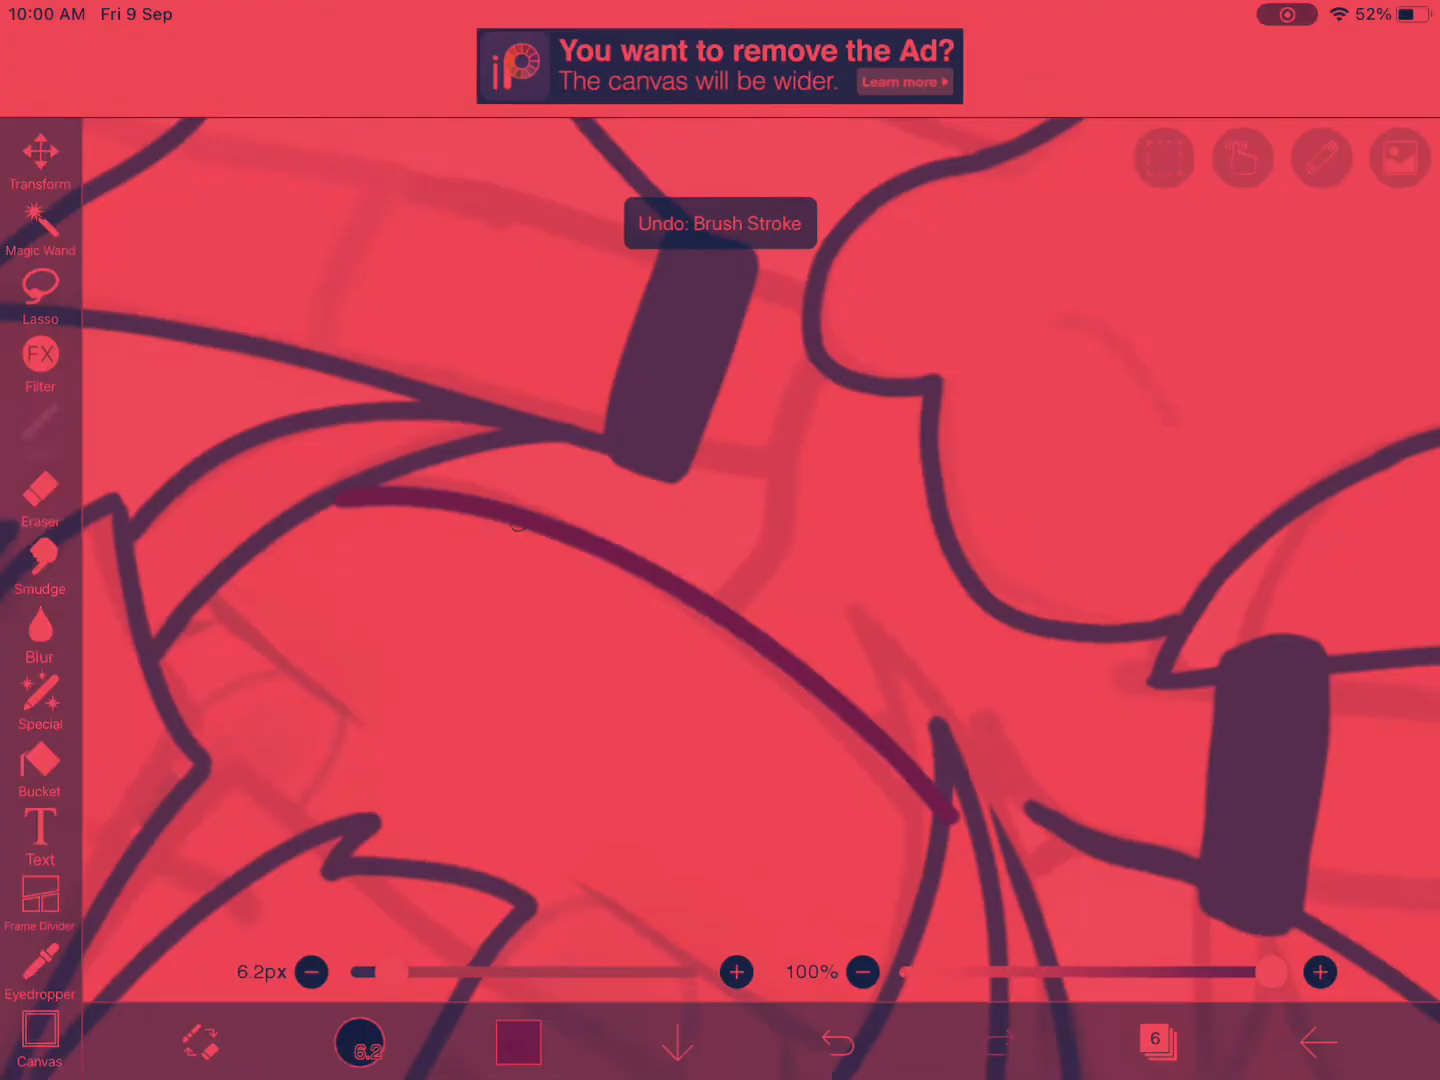 10:00 AM Fri 9 Sep
52%
iP
You want to remove the Ad?
The canvas will be wider.
Learn more
Undo: Brush Stroke
Transform
Magic Wand
Lasso
FX
Filter
Eraser
Smudge
Blur
Special
Bucket
T
Text
Frame Divider
Eyedropper
Canvas
6.2px
100%
6.2
6